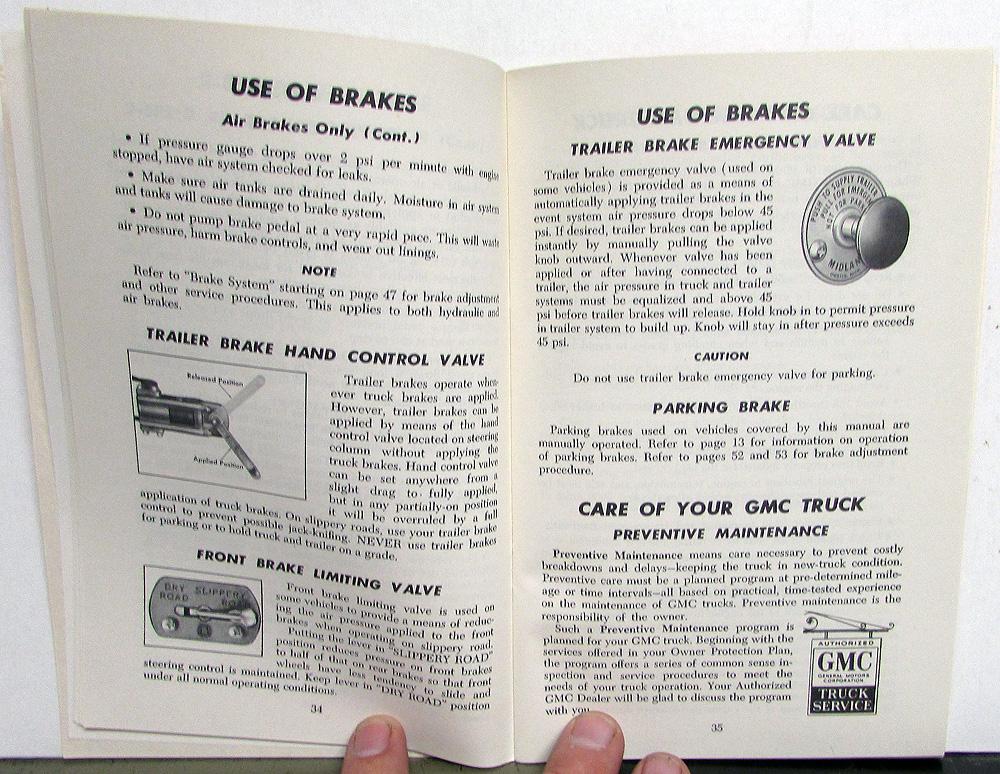 USE OF BRAKES
Air Brakes Only (Cont.)
• If pressure gauge drops over 2 psi per minute with engine
stopped, have air system checked for leaks.
• Make sure air tanks are drained daily. Moisture in air system
and tanks will cause damage to brake system.
• Do not pump brake pedal at a very rapid pace. This will waste
air pressure, harm brake controls, and wear out linings.
NOTE
Refer to "Brake System" starting on page 47 for brake adjustment
and other service procedures. This applies to both hydraulic and
air brakes.
TRAILER BRAKE HAND CONTROL VALVE
Released Position
Applied Position
Trailer brakes operate when-
ever truck brakes are applied.
However, trailer brakes can be
applied by means of the hand
control valve located on steering
column without applying the
truck brakes. Hand control valve
can be set anywhere from a
slight drag to fully applied,
but in any partially-on position
it will be overruled by a full
application of truck brakes. On slippery roads, use your trailer brake
control to prevent possible jack-knifing. NEVER use trailer brakes
for parking or to hold truck and trailer on a grade.
FRONT BRAKE LIMITING VALVE
DRY SLIPPERY
ROAD ROAD
Front brake limiting valve is used on
some vehicles to provide a means of reduc-
ing the air pressure applied to the front
brakes when operating on slippery road.
Putting the lever in "SLIPPERY ROAD"
position reduces pressure on front brakes
to half of that on rear brakes so that front
wheels have less tendency to slide and
steering control is maintained. Keep lever in "DRY ROAD" position
under all normal operating conditions.
34
USE OF BRAKES
TRAILER BRAKE EMERGENCY VALVE
Trailer brake emergency valve (used on
some vehicles) is provided as a means of
automatically applying trailer brakes in the
event system air pressure drops below 45
psi. If desired, trailer brakes can be applied
instantly by manually pulling the valve
knob outward. Whenever valve has been
applied or after having connected to a
trailer, the air pressure in truck and trailer
systems must be equalized and above 45
psi before trailer brakes will release. Hold knob in to permit pressure
in trailer system to build up. Knob will stay in after pressure exceeds
45 psi.
PUSH TO SUPPLY TRAILER
PULL FOR
NOT FOR
CAUTION
Do not use trailer brake emergency valve for parking.
PARKING BRAKE
Parking brakes used on vehicles covered by this manual are
manually operated. Refer to page 13 for information on operation
of parking brakes. Refer to pages 52 and 53 for brake adjustment
procedure.
CARE OF YOUR GMC TRUCK
PREVENTIVE MAINTENANCE
Preventive Maintenance means care necessary to prevent costly
breakdowns and delays—keeping the truck in new-truck condition.
Preventive care must be a planned program at pre-determined mile-
age or time intervals—all based on practical, time-tested experience
on the maintenance of GMC trucks. Preventive maintenance is the
responsibility of the owner.
Such a Preventive Maintenance program is
planned for your GMC truck. Beginning with the
services offered in your Owner Protection Plan,
the program offers a series of common sense in-
spection and service procedures to meet the
needs of your truck operation. Your Authorized
GMC Dealer will be glad to discuss the program
with you.
AUTHORIZED
GMC
GENERAL MOTORS
CORPORATION
TRUCK
SERVICE
35